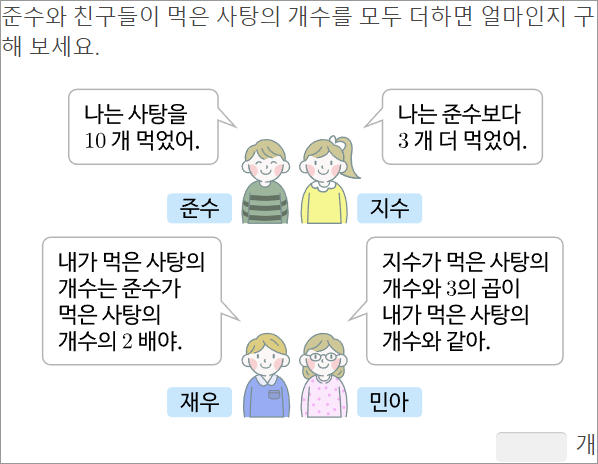 준수와 친구들이 먹은 사탕의 개수를 모두 더하면 얼마인지 구
해 보세요.
나는 사탕을
10 개 먹었어.
나는 준수보다
3 개 더 먹었어.
준수
지수
내가 먹은 사탕의
개수는 준수가
먹은 사탕의
개수의 2 배야.
지수가 먹은 사탕의
개수와 3의 곱이
내가 먹은 사탕의
개수와 같아.
재우
민아
개